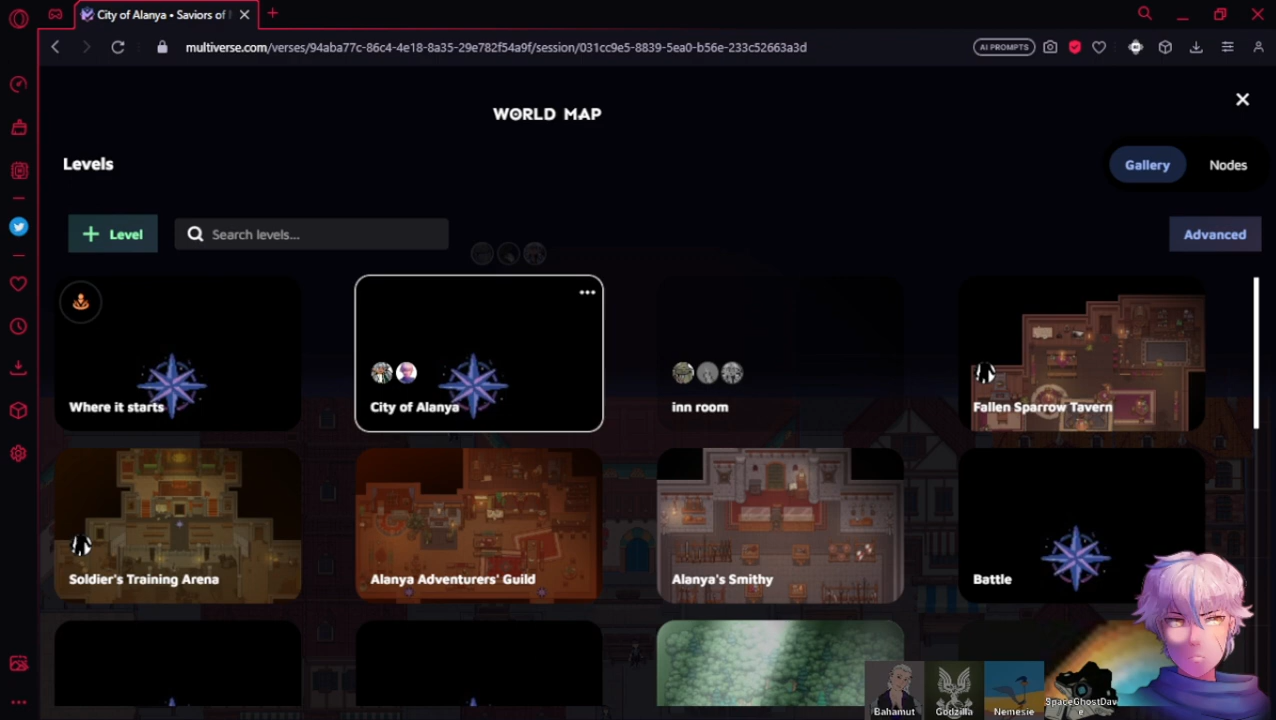 City of Alanya • Saviors of
multiverse.com/verses/94aba77c-86c4-4e18-8a35-29e782f54a9f/session/031cc9e5-8839-5ea0-b56e-233c52663a3d
AI PROMPTS
WORLD MAP
Levels
Gallery
Nodes
+ Level
Search levels...
Advanced
Where it starts
City of Alanya
inn room
Fallen Sparrow Tavern
Soldier's Training Arena
Alanya Adventurers' Guild
Alanya's Smithy
Battle
Bahamut
Godzilla
Nemesie
SpaceGhostDav
e